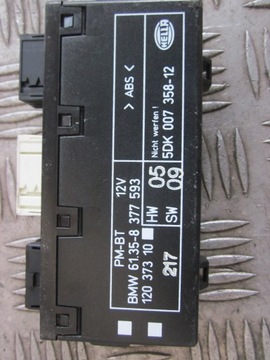 HELLA
> ABS <
Nicht werfen!
5DK 007 358-12
PM-BT 12V
BMW 61.35-8 377 593
120 373 10
HW 05
SW 09
217